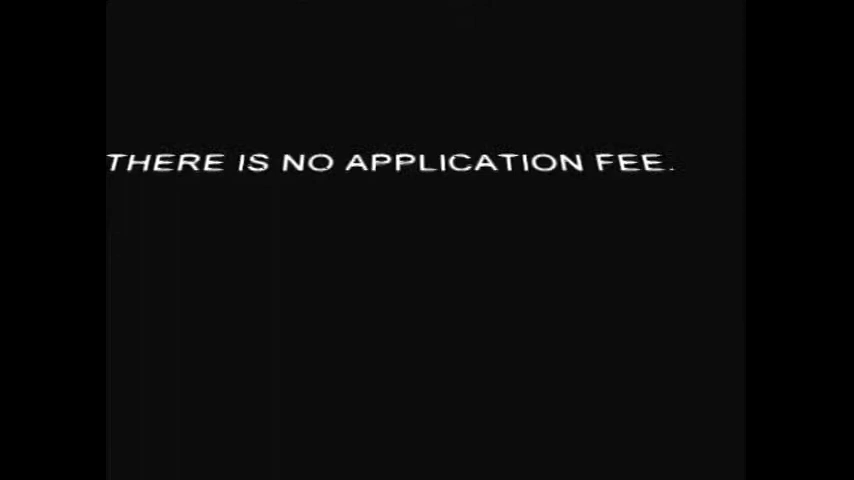 THERE IS NO APPLICATION FEE.